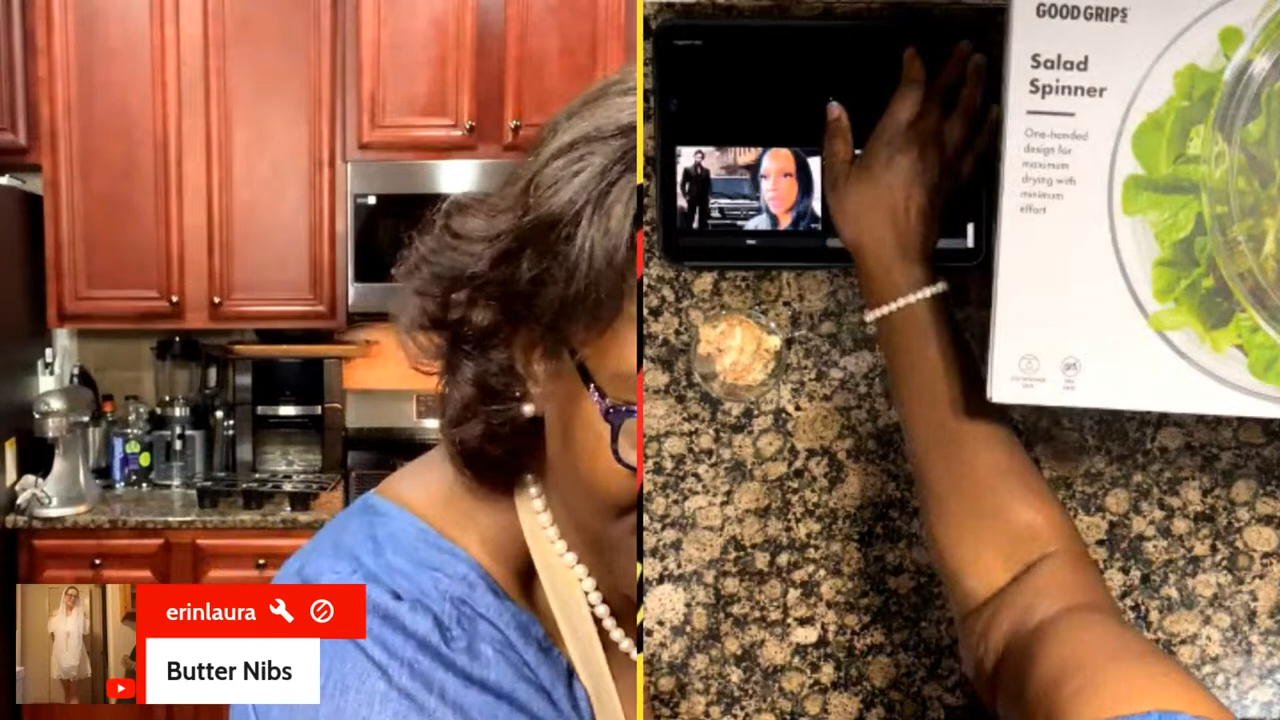 erinlaura
Butter Nibs
GOOD GRIPS
Salad
Spinner
One-handed
design for
maximum
drying with
minimum
effort